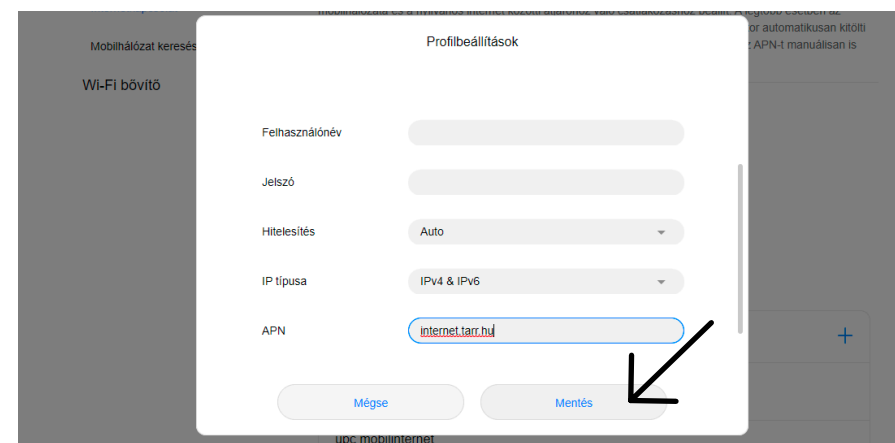 mobilhálózata és a nyilvános internet közötti átjáróhoz való csatlakozáshoz beállít. A legtöbb esetben az
or automatikusan kitölti
Mobilhálózat keresés
APN-t manuálisan is
Wi-Fi bővítő
Profilbeállítások
Felhasználónév
Jelszó
Hitelesítés
Auto
IP típusa
IPv4 & IPv6
APN
internet.tarr.hu
+
Mégse
Mentés
upc mobilinternet